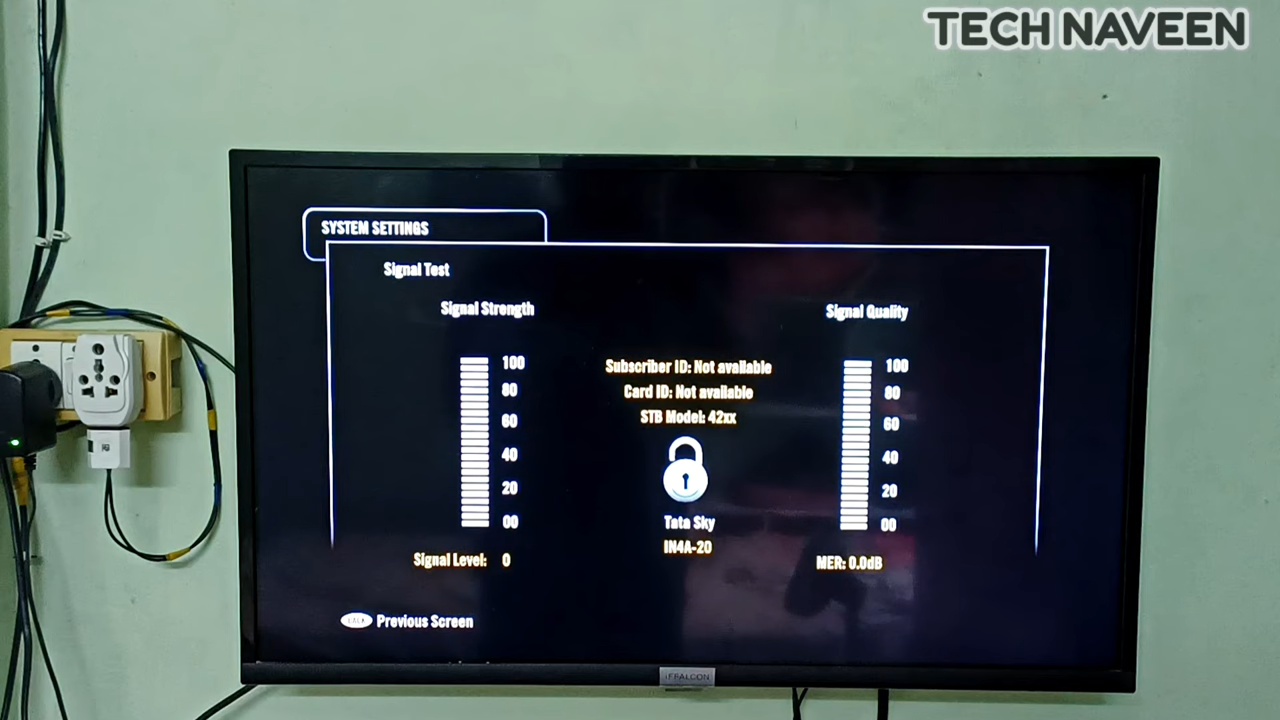 TECH NAVEEN
SYSTEM SETTINGS
Signal Test
Signal Strength
Signal Quality
100
80
60
40
20
00
Subscriber ID: Not available
Card ID: Not available
STB Model: 42xx
Tata Sky
IN4A-20
100
80
60
40
20
00
Signal Level: 0
MER: 0.0dB
BACK Previous Screen
iFFALCON